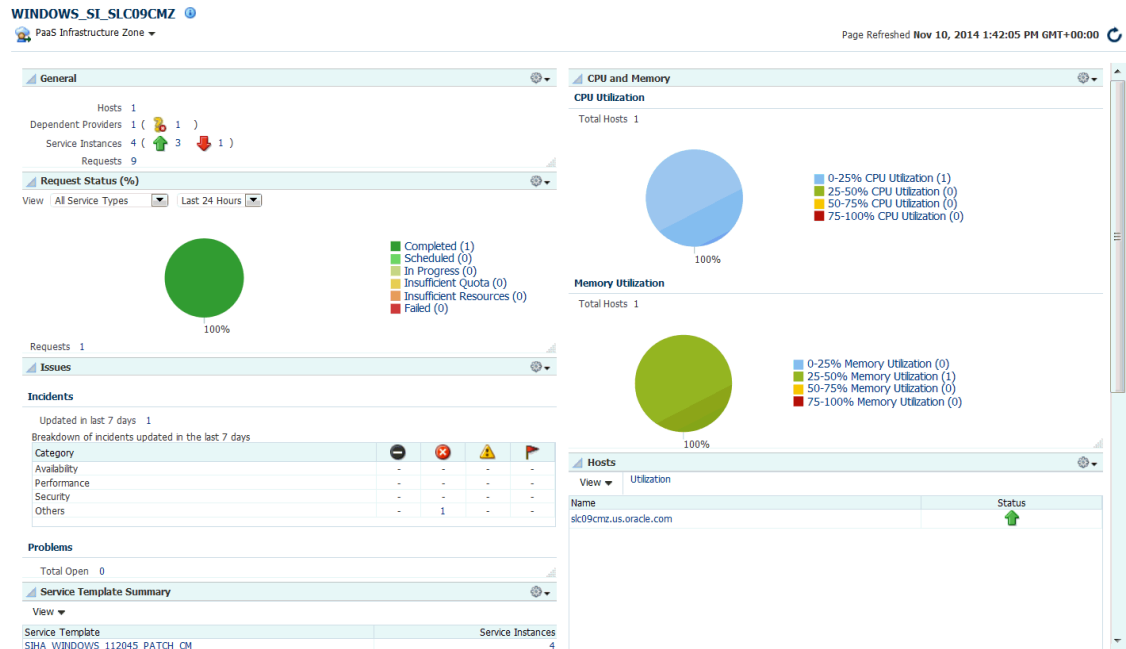 WINDOWS_SI_SLC09CMZ
PaaS Infrastructure Zone
Page Refreshed Nov 10, 2014 1:42:05 PM GMT+00:00
General
Hosts 1
Dependent Providers 1 ( 1 )
Service Instances 4 ( 3 1 )
Requests 9
Request Status (%)
View All Service Types Last 24 Hours
Completed (1)
Scheduled (0)
In Progress (0)
Insufficient Quota (0)
Insufficient Resources (0)
Failed (0)
100%
Requests 1
Issues
Incidents
Updated in last 7 days 1
Breakdown of incidents updated in the last 7 days
Category
Availability - - - -
Performance - - - -
Security - - - -
Others - 1 - -
Problems
Total Open 0
Service Template Summary
View
Service Template Service Instances
SIHA_WINDOWS_112045_PATCH_CM 4
CPU and Memory
CPU Utilization
Total Hosts 1
0-25% CPU Utilization (1)
25-50% CPU Utilization (0)
50-75% CPU Utilization (0)
75-100% CPU Utilization (0)
100%
Memory Utilization
Total Hosts 1
0-25% Memory Utilization (0)
25-50% Memory Utilization (1)
50-75% Memory Utilization (0)
75-100% Memory Utilization (0)
100%
Hosts
View Utilization
Name Status
slc09cmz.us.oracle.com